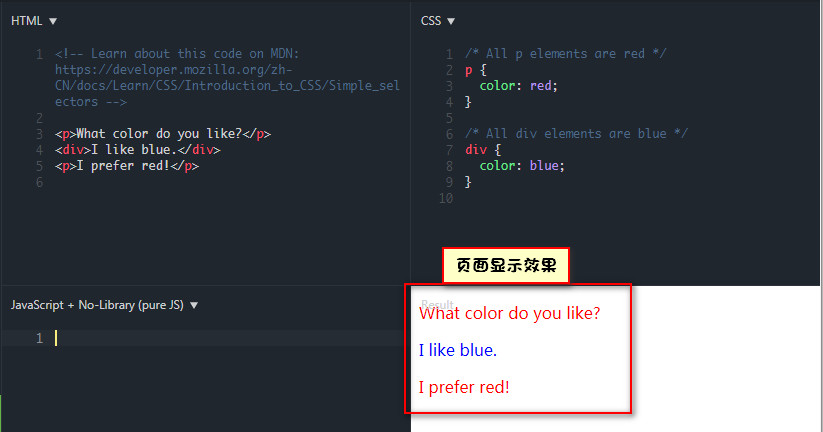 HTML ▼
1 <!-- Learn about this code on MDN:
https://developer.mozilla.org/zh-
CN/docs/Learn/CSS/Introduction_to_CSS/Simple_sel
ectors -->
2
3 <p>What color do you like?</p>
4 <div>I like blue.</div>
5 <p>I prefer red!</p>
6
CSS ▼
1 /* All p elements are red */
2 p {
3   color: red;
4 }
5
6 /* All div elements are blue */
7 div {
8   color: blue;
9 }
10
JavaScript + No-Library (pure JS) ▼
1
页面显示效果
Result
What color do you like?
I like blue.
I prefer red!